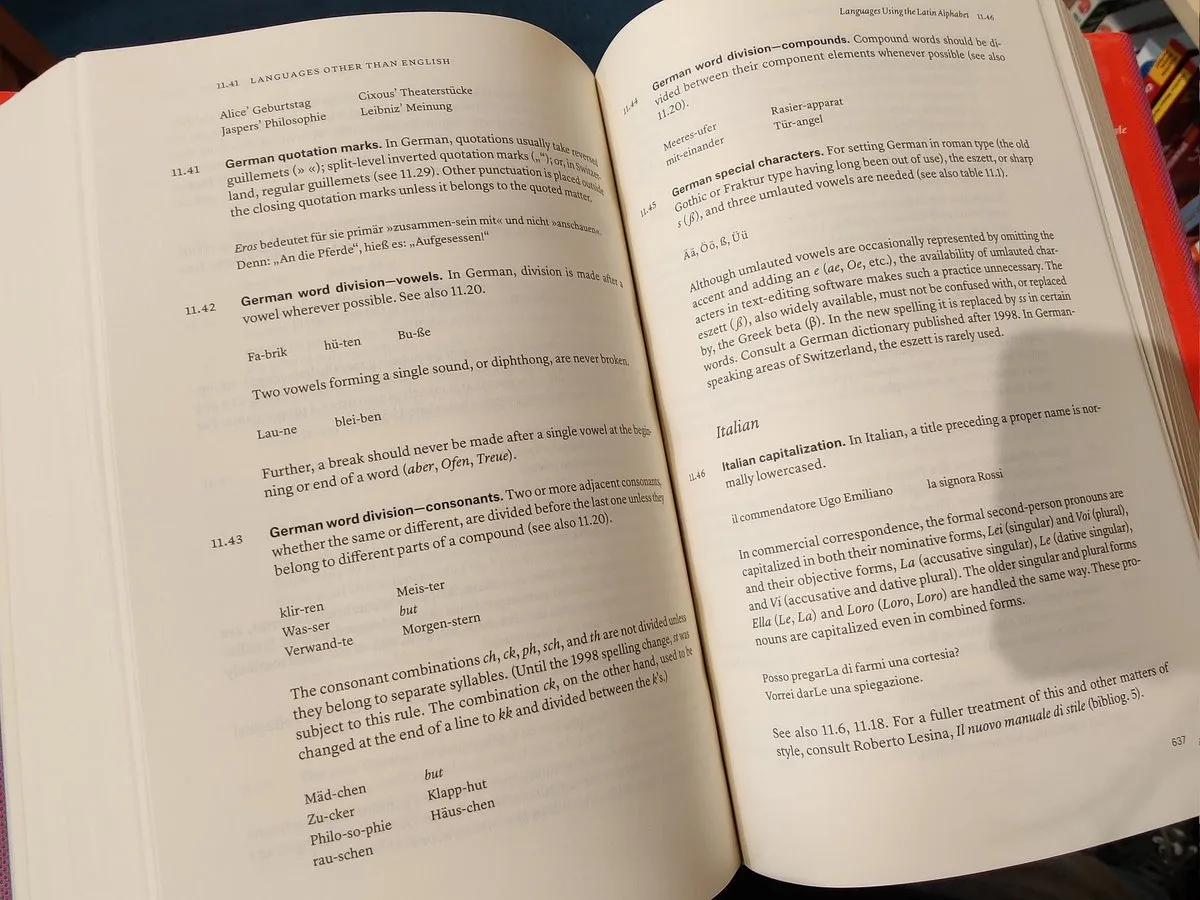 11.41 LANGUAGES OTHER THAN ENGLISH
Alice’ Geburtstag Cixous’ Theaterstücke
Jaspers’ Philosophie Leibniz’ Meinung
11.41 German quotation marks. In German, quotations usually take reversed
guillemets (» «); split-level inverted quotation marks („“); or, in Switzer-
land, regular guillemets (see 11.29). Other punctuation is placed outside
the closing quotation marks unless it belongs to the quoted matter.
Eros bedeutet für sie primär »zusammen-sein mit« und nicht »anschauen«.
Denn: „An die Pferde“, hieß es: „Aufgesessen!“
11.42 German word division—vowels. In German, division is made after a
vowel wherever possible. See also 11.20.
Fa-brik hü-ten Bu-ße
Two vowels forming a single sound, or diphthong, are never broken.
Lau-ne blei-ben
Further, a break should never be made after a single vowel at the begin-
ning or end of a word (aber, Ofen, Treue).
11.43 German word division—consonants. Two or more adjacent consonants,
whether the same or different, are divided before the last one unless they
belong to different parts of a compound (see also 11.20).
klir-ren Meis-ter
Was-ser but
Verwand-te Morgen-stern
The consonant combinations ch, ck, ph, sch, and th are not divided unless
they belong to separate syllables. (Until the 1998 spelling change, st was
subject to this rule. The combination ck, on the other hand, used to be
changed at the end of a line to kk and divided between the k’s.)
Mäd-chen but
Zu-cker Klapp-hut
Philo-so-phie Häus-chen
rau-schen
Languages Using the Latin Alphabet 11.46
11.44 German word division—compounds. Compound words should be di-
vided between their component elements whenever possible (see also
11.20).
Meeres-ufer Rasier-apparat
mit-einander Tür-angel
11.45 German special characters. For setting German in roman type (the old
Gothic or Fraktur type having long been out of use), the eszett, or sharp
s (ß), and three umlauted vowels are needed (see also table 11.1).
Ää, Öö, ß, Üü
Although umlauted vowels are occasionally represented by omitting the
accent and adding an e (ae, Oe, etc.), the availability of umlauted char-
acters in text-editing software makes such a practice unnecessary. The
eszett (ß), also widely available, must not be confused with, or replaced
by, the Greek beta (β). In the new spelling it is replaced by ss in certain
words. Consult a German dictionary published after 1998. In German-
speaking areas of Switzerland, the eszett is rarely used.
Italian
11.46 Italian capitalization. In Italian, a title preceding a proper name is nor-
mally lowercased.
il commendatore Ugo Emiliano la signora Rossi
In commercial correspondence, the formal second-person pronouns are
capitalized in both their nominative forms, Lei (singular) and Voi (plural),
and their objective forms, La (accusative singular), Le (dative singular),
and Vi (accusative and dative plural). The older singular and plural forms
Ella (Le, La) and Loro (Loro, Loro) are handled the same way. These pro-
nouns are capitalized even in combined forms.
Posso pregarLa di farmi una cortesia?
Vorrei darLe una spiegazione.
See also 11.6, 11.18. For a fuller treatment of this and other matters of
style, consult Roberto Lesina, Il nuovo manuale di stile (bibliog. 5).
637